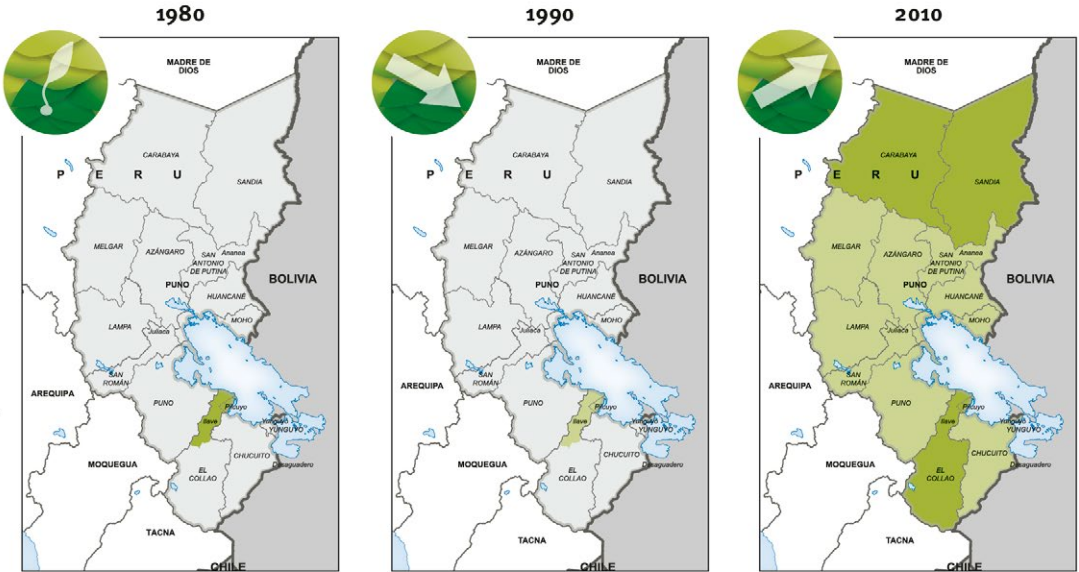 1980
MADRE DE
DIOS
CARABAYA
P E R U
SANDIA
MELGAR
AZÁNGARO
SAN
ANTONIO
DE PUTINA
Ananea
PUNO
BOLIVIA
HUANCANÉ
MOHO
LAMPA
Juliaca
SAN
ROMÁN
AREQUIPA
PUNO
Pilcuyo
Ilave
Yunguyo
YUNGUYO
CHUCUITO
Desaguadero
MOQUEGUA
EL
COLLAO
TACNA
CHILE
1990
MADRE DE
DIOS
CARABAYA
P E R U
SANDIA
MELGAR
AZÁNGARO
SAN
ANTONIO
DE PUTINA
Ananea
PUNO
BOLIVIA
HUANCANÉ
MOHO
LAMPA
Juliaca
SAN
ROMÁN
AREQUIPA
PUNO
Pilcuyo
Ilave
Yunguyo
YUNGUYO
CHUCUITO
Desaguadero
MOQUEGUA
EL
COLLAO
TACNA
CHILE
2010
MADRE DE
DIOS
CARABAYA
P E R U
SANDIA
MELGAR
AZÁNGARO
SAN
ANTONIO
DE PUTINA
Ananea
PUNO
BOLIVIA
HUANCANÉ
MOHO
LAMPA
Juliaca
SAN
ROMÁN
AREQUIPA
PUNO
Pilcuyo
Ilave
Yunguyo
YUNGUYO
CHUCUITO
Desaguadero
MOQUEGUA
EL
COLLAO
TACNA
CHILE